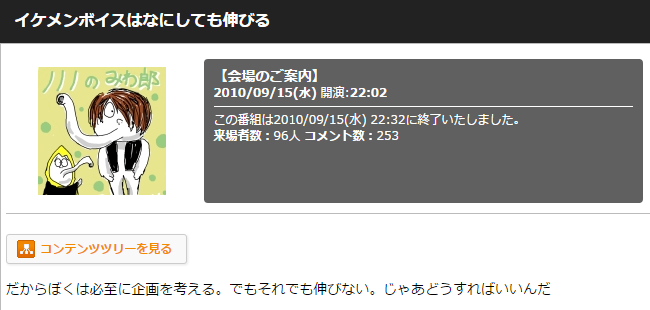 イケメンボイスはなにしても伸びる
ノノノのみわ郎
【会場のご案内】
2010/09/15(水) 開演:22:02
この番組は2010/09/15(水) 22:32に終了いたしました。
来場者数：96人 コメント数：253
コンテンツツリーを見る
だからぼくは必至に企画を考える。でもそれでも伸びない。じゃあどうすればいいんだ